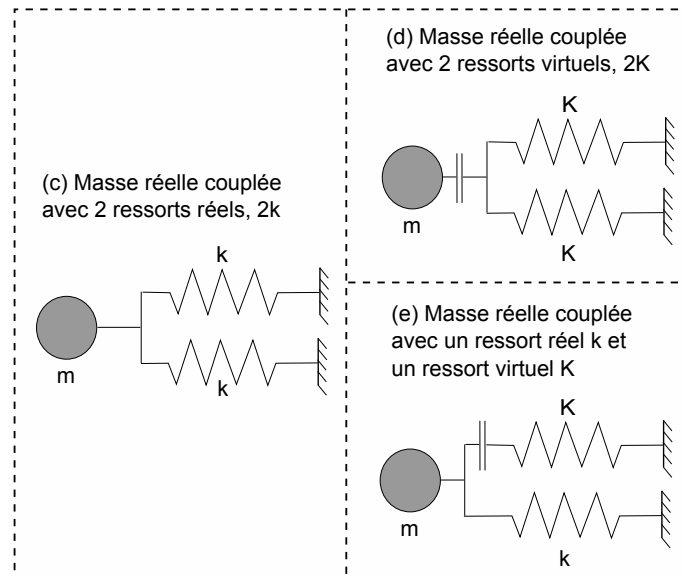 (c) Masse réelle couplée
avec 2 ressorts réels, 2k
k
m
k
(d) Masse réelle couplée
avec 2 ressorts virtuels, 2K
K
m
K
(e) Masse réelle couplée
avec un ressort réel k et
un ressort virtuel K
K
m
k